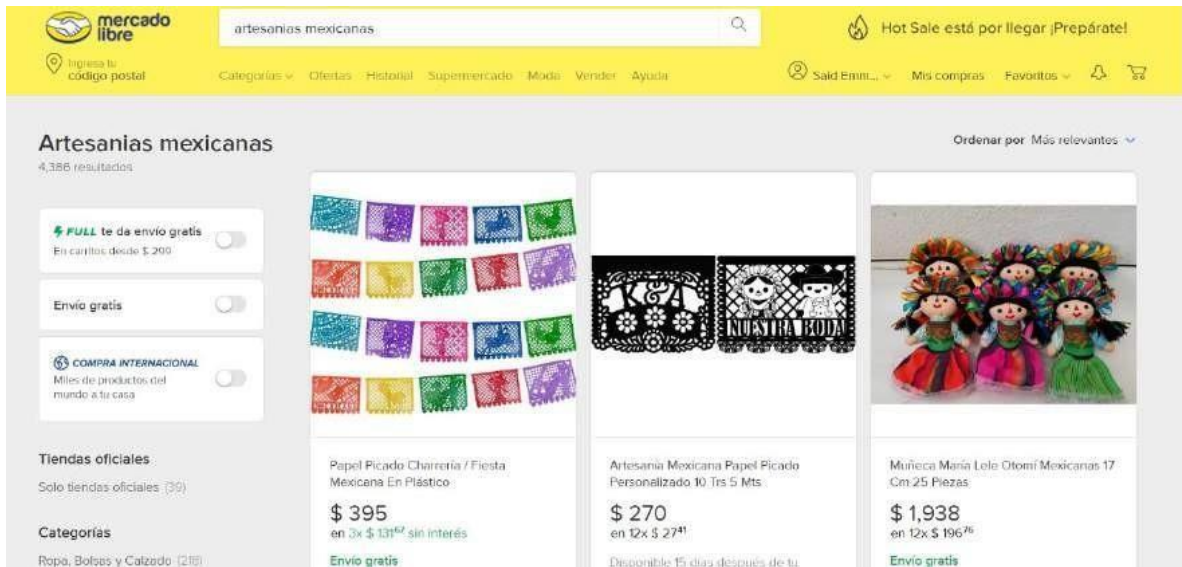 mercado
libre
artesanias mexicanas
Hot Sale está por llegar ¡Prepárate!
Ingresa tu
código postal
Categorías
Ofertas
Historial
Supermercado
Moda
Vender
Ayuda
Said Emm...
Mis compras
Favoritos
Artesanias mexicanas
4,386 resultados
Ordenar por Más relevantes
FULL te da envío gratis
En carritos desde $ 299
Envío gratis
COMPRA INTERNACIONAL
Miles de productos del
mundo a tu casa
Tiendas oficiales
Solo tiendas oficiales (39)
Categorías
Ropa, Bolsas y Calzado (218)
Papel Picado Charrería / Fiesta
Mexicana En Plástico
$ 395
en 3x $ 131⁶⁷ sin interés
Envío gratis
K&A
NUESTRA BODA
Artesanía Mexicana Papel Picado
Personalizado 10 Trs 5 Mts
$ 270
en 12x $ 27⁴¹
Disponible 15 días después de tu
Muñeca María Lele Otomí Mexicanas 17
Cm 25 Piezas
$ 1,938
en 12x $ 196⁷⁶
Envío gratis